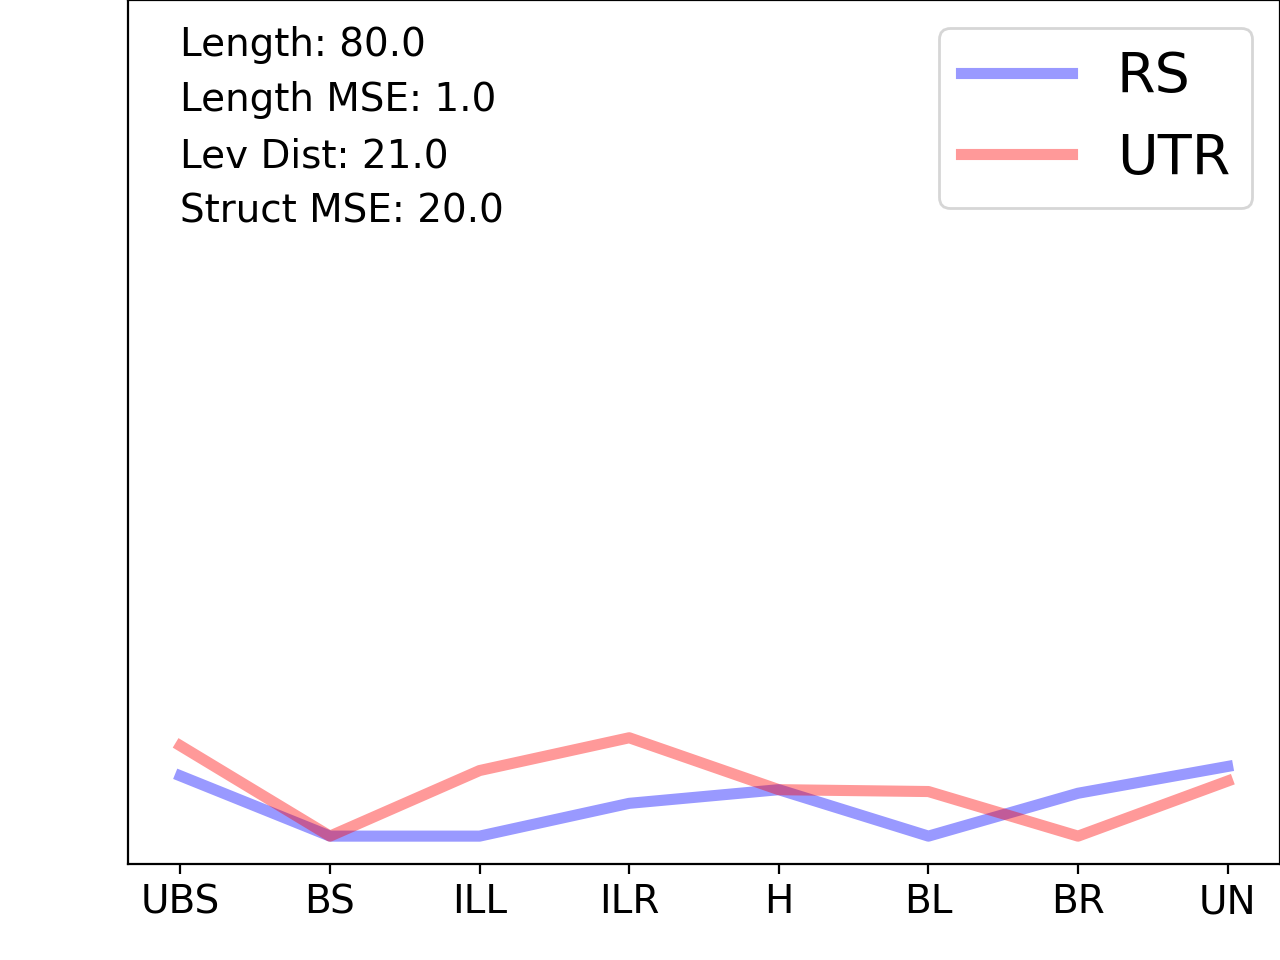 Length: 80.0
Length MSE: 1.0
Lev Dist: 21.0
Struct MSE: 20.0
RS
UTR
UBS BS ILL ILR H BL BR UN